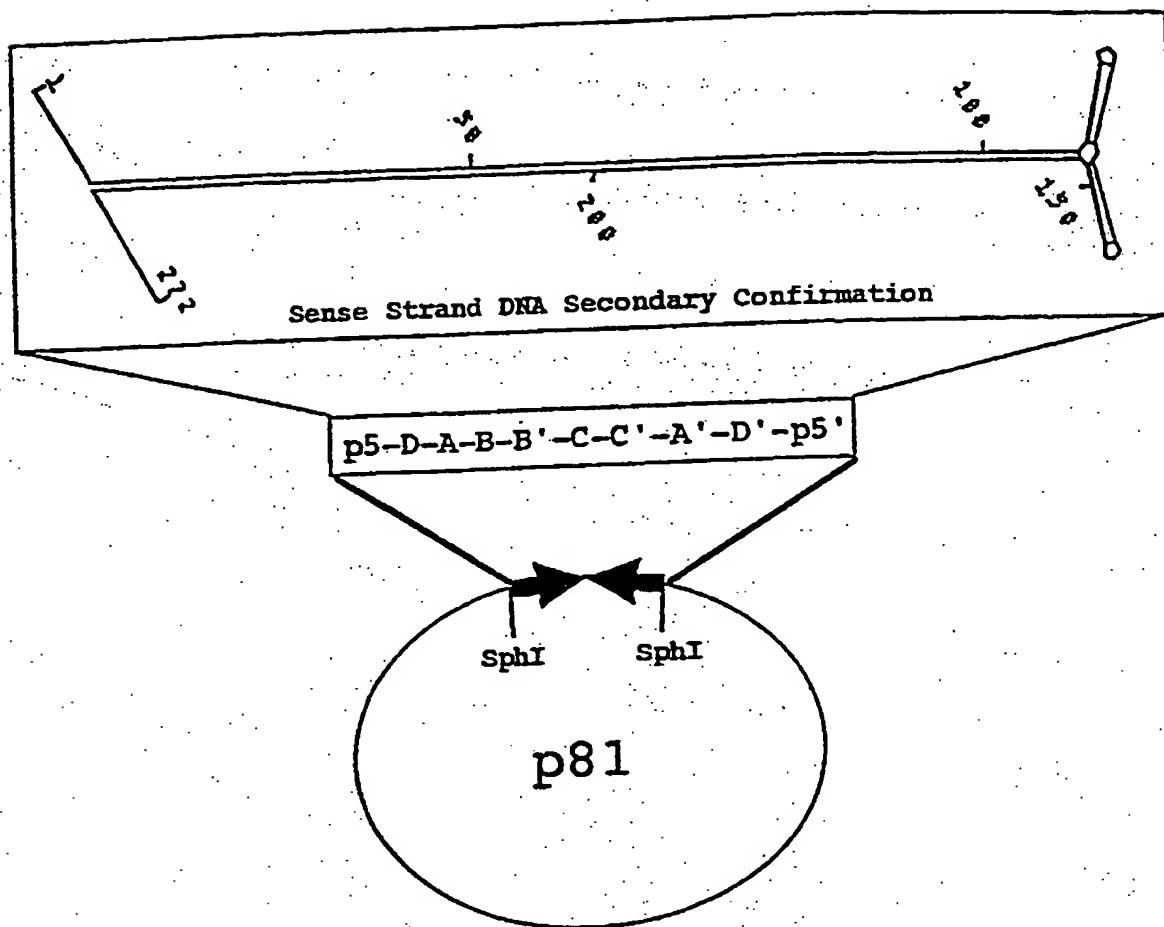 1
50
100
200
150
232
Sense Strand DNA Secondary Confirmation
p5-D-A-B-B'-C-C'-A'-D'-p5'
SphI SphI
p81